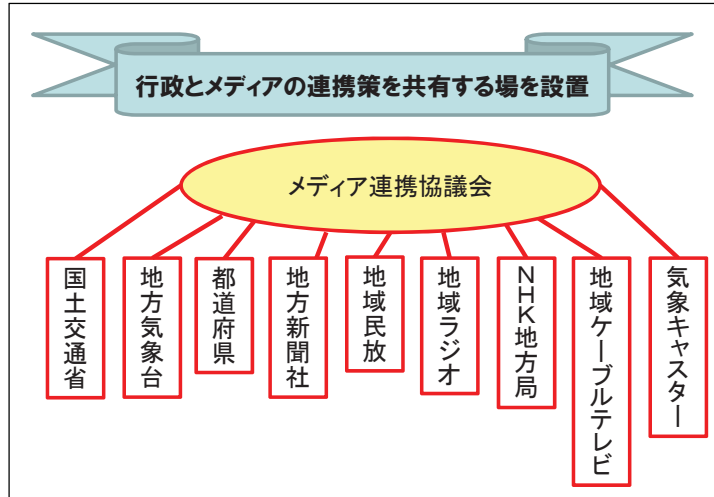 行政とメディアの連携策を共有する場を設置
メディア連携協議会
国土交通省
地方気象台
都道府県
地方新聞社
地域民放
地域ラジオ
NHK地方局
地域ケーブルテレビ
気象キャスター